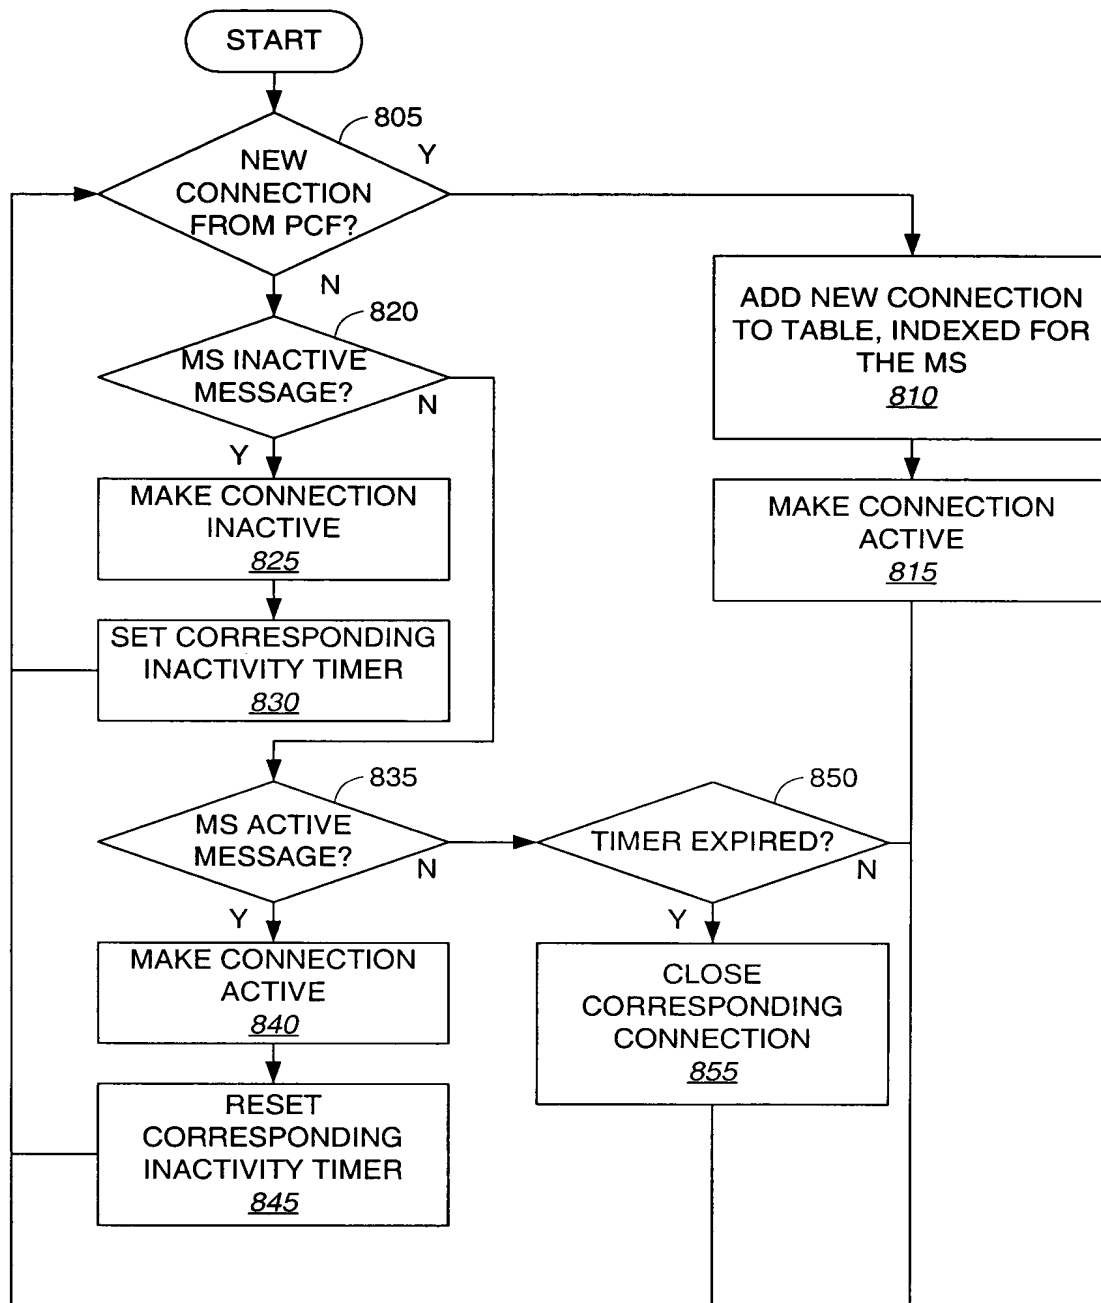 START
805
NEW
CONNECTION
FROM PCF?
Y
N
ADD NEW CONNECTION
TO TABLE, INDEXED FOR
THE MS
810
820
MS INACTIVE
MESSAGE?
N
Y
MAKE CONNECTION
INACTIVE
825
MAKE CONNECTION
ACTIVE
815
SET CORRESPONDING
INACTIVITY TIMER
830
835
MS ACTIVE
MESSAGE?
N
Y
850
TIMER EXPIRED?
N
Y
MAKE CONNECTION
ACTIVE
840
CLOSE
CORRESPONDING
CONNECTION
855
RESET
CORRESPONDING
INACTIVITY TIMER
845